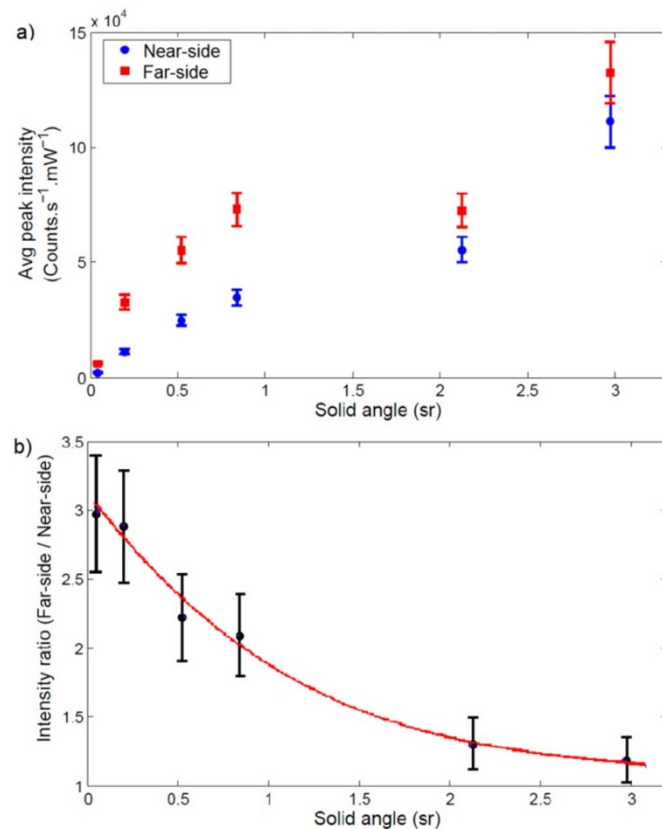 a)
× 10⁴
15
10
5
0
Avg peak intensity
(Counts.s⁻¹.mW⁻¹)
Near-side
Far-side
0 0.5 1 1.5 2 2.5 3
Solid angle (sr)
b)
3.5
3
2.5
2
1.5
1
Intensity ratio (Far-side / Near-side)
0 0.5 1 1.5 2 2.5 3
Solid angle (sr)